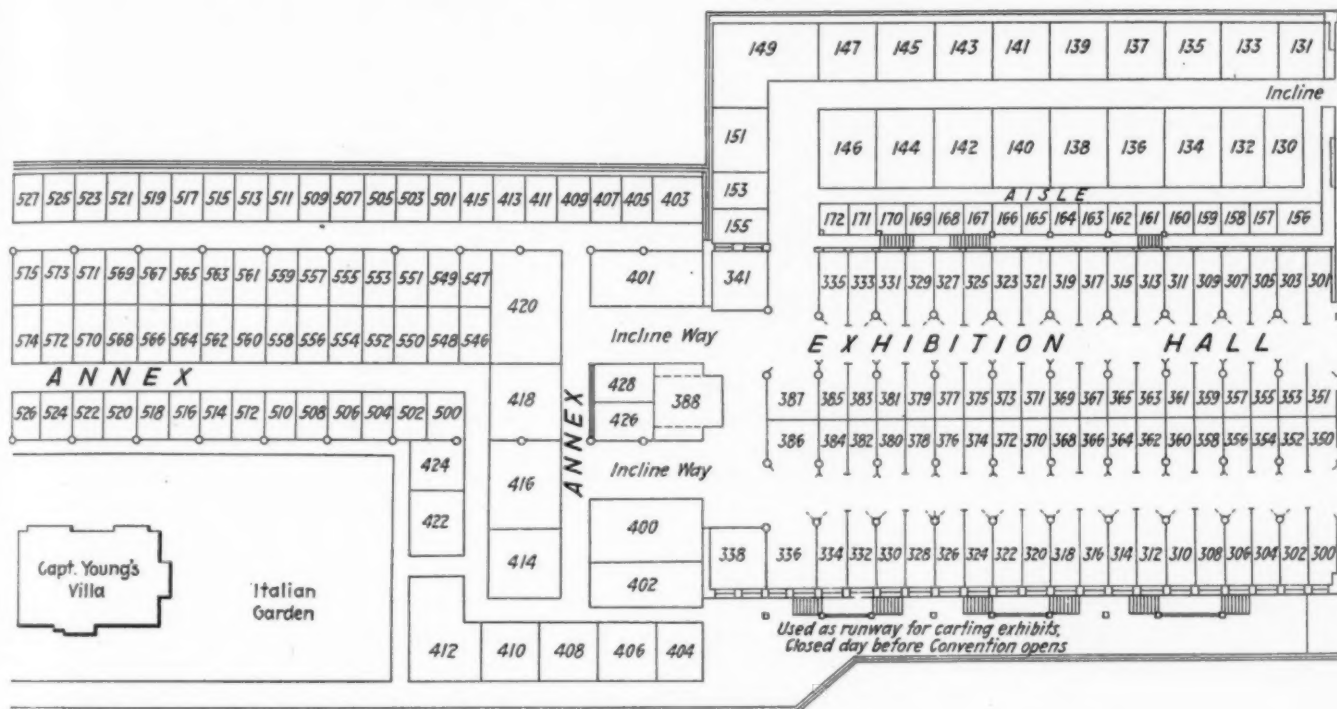 149 147 145 143 141 139 137 135 133 131
Incline
151 146 144 142 140 138 136 134 132 130
153
AISLE
155 172 171 170 169 168 167 166 165 164 163 162 161 160 159 158 157 156
527 525 523 521 519 517 515 513 511 509 507 505 503 501 415 413 411 409 407 405 403
575 573 571 569 567 565 563 561 559 557 555 553 551 549 547
420
401 341 335 333 331 329 327 325 323 321 319 317 315 313 311 309 307 305 303 301
574 572 570 568 566 564 562 560 558 556 554 552 550 548 546
Incline Way
EXHIBITION HALL
ANNEX
418
ANNEX
428
426
388
387 385 383 381 379 377 375 373 371 369 367 365 363 361 359 357 355 353 351
386 384 382 380 378 376 374 372 370 368 366 364 362 360 358 356 354 352 350
526 524 522 520 518 516 514 512 510 508 506 504 502 500
424
422
416
414
Incline Way
400
402
338 336 334 332 330 328 326 324 322 320 318 316 314 312 310 308 306 304 302 300
Capt. Young's
Villa
Italian
Garden
412 410 408 406 404
Used as runway for carting exhibits,
Closed day before Convention opens